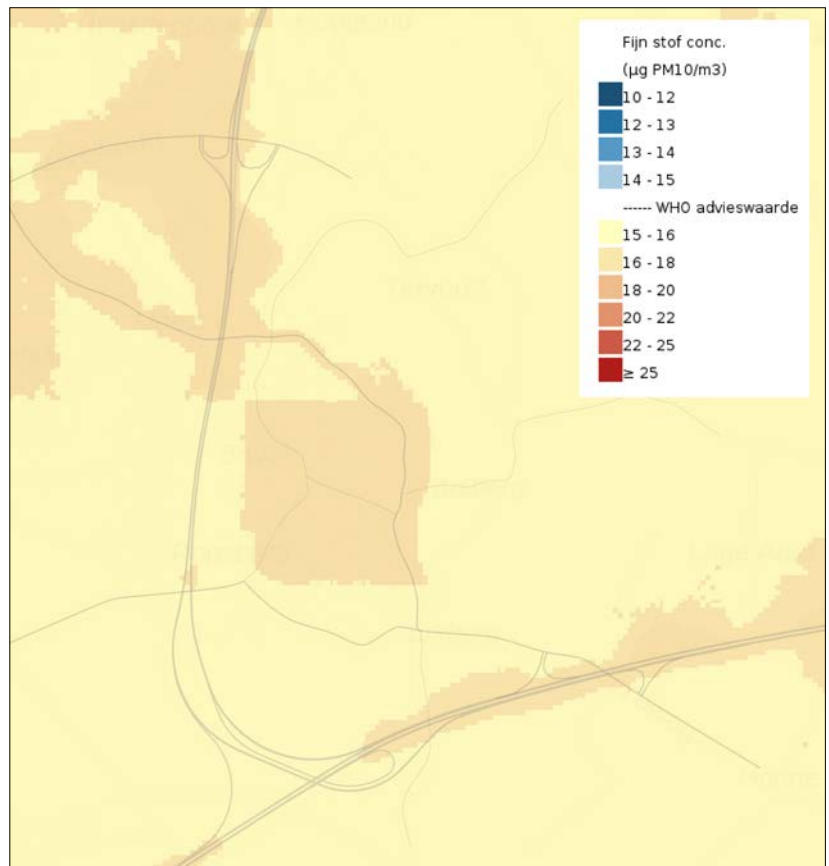 Fijn stof conc.
(µg PM10/m3)
10 - 12
12 - 13
13 - 14
14 - 15
------ WHO advieswaarde
15 - 16
16 - 18
18 - 20
20 - 22
22 - 25
≥ 25